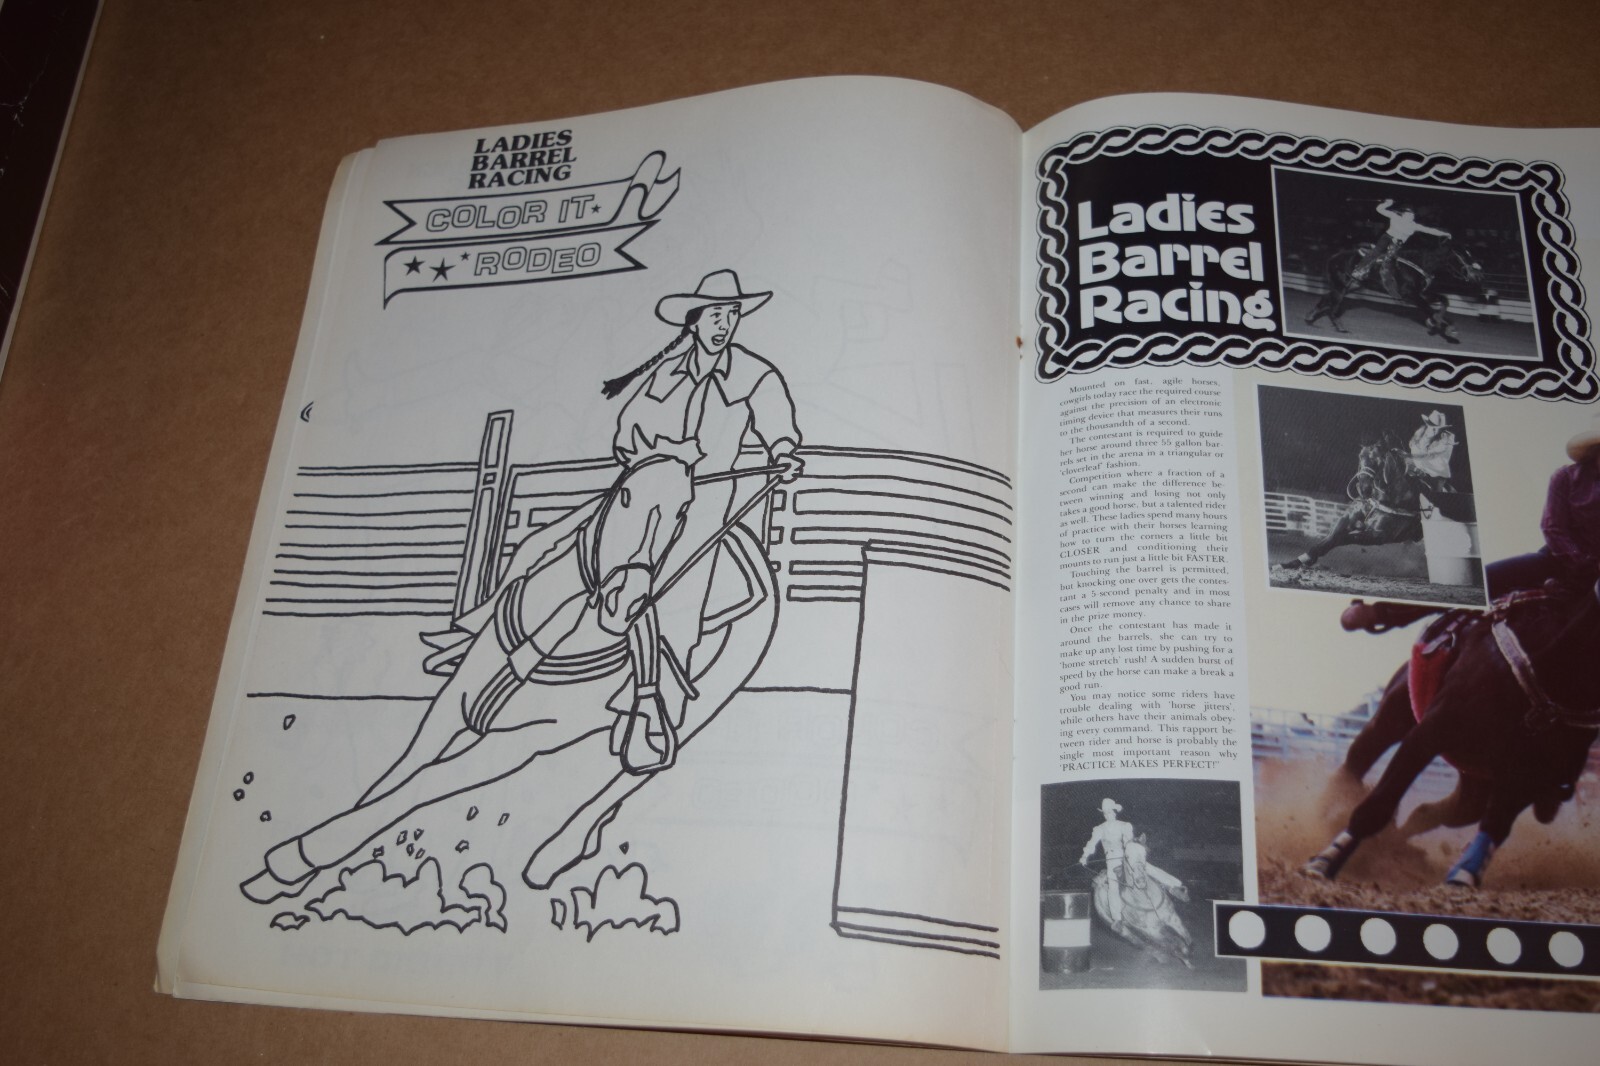 LADIES
BARREL
RACING
COLOR IT
RODEO
Ladies
Barrel
Racing
Mounted on fast, agile horses,
cowgirls today race the required course
against the precision of an electronic
timing device that measures their runs
to the thousandth of a second.
The contestant is required to guide
her horse around three 55 gallon bar-
rels set in the arena in a triangular or
'cloverleaf' fashion.
Competition where a fraction of a
second can make the difference be-
tween winning and losing not only
takes a good horse, but a talented rider
as well. These ladies spend many hours
of practice with their horses learning
how to turn the corners a little bit
CLOSER and conditioning their
mounts to run just a little bit FASTER.
Touching the barrel is permitted,
but knocking one over gets the contes-
tant a 5-second penalty and in most
cases will remove any chance to share
in the prize money.
Once the contestant has made it
around the barrels, she can try to
make up any lost time by pushing for a
'home stretch' rush! A sudden burst of
speed by the horse can make a break a
good run.
You may notice some riders have
trouble dealing with 'horse jitters',
while others have their animals obey-
ing every command. This rapport be-
tween rider and horse is probably the
single most important reason why
'PRACTICE MAKES PERFECT!'